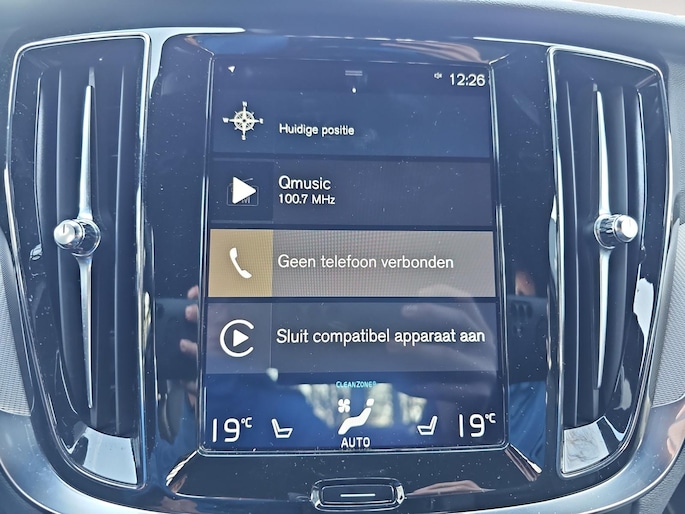 12:26
Huidige positie
Qmusic
100.7 MHz
Geen telefoon verbonden
Sluit compatibel apparaat aan
CLEANZONE
19°C
AUTO
19°C